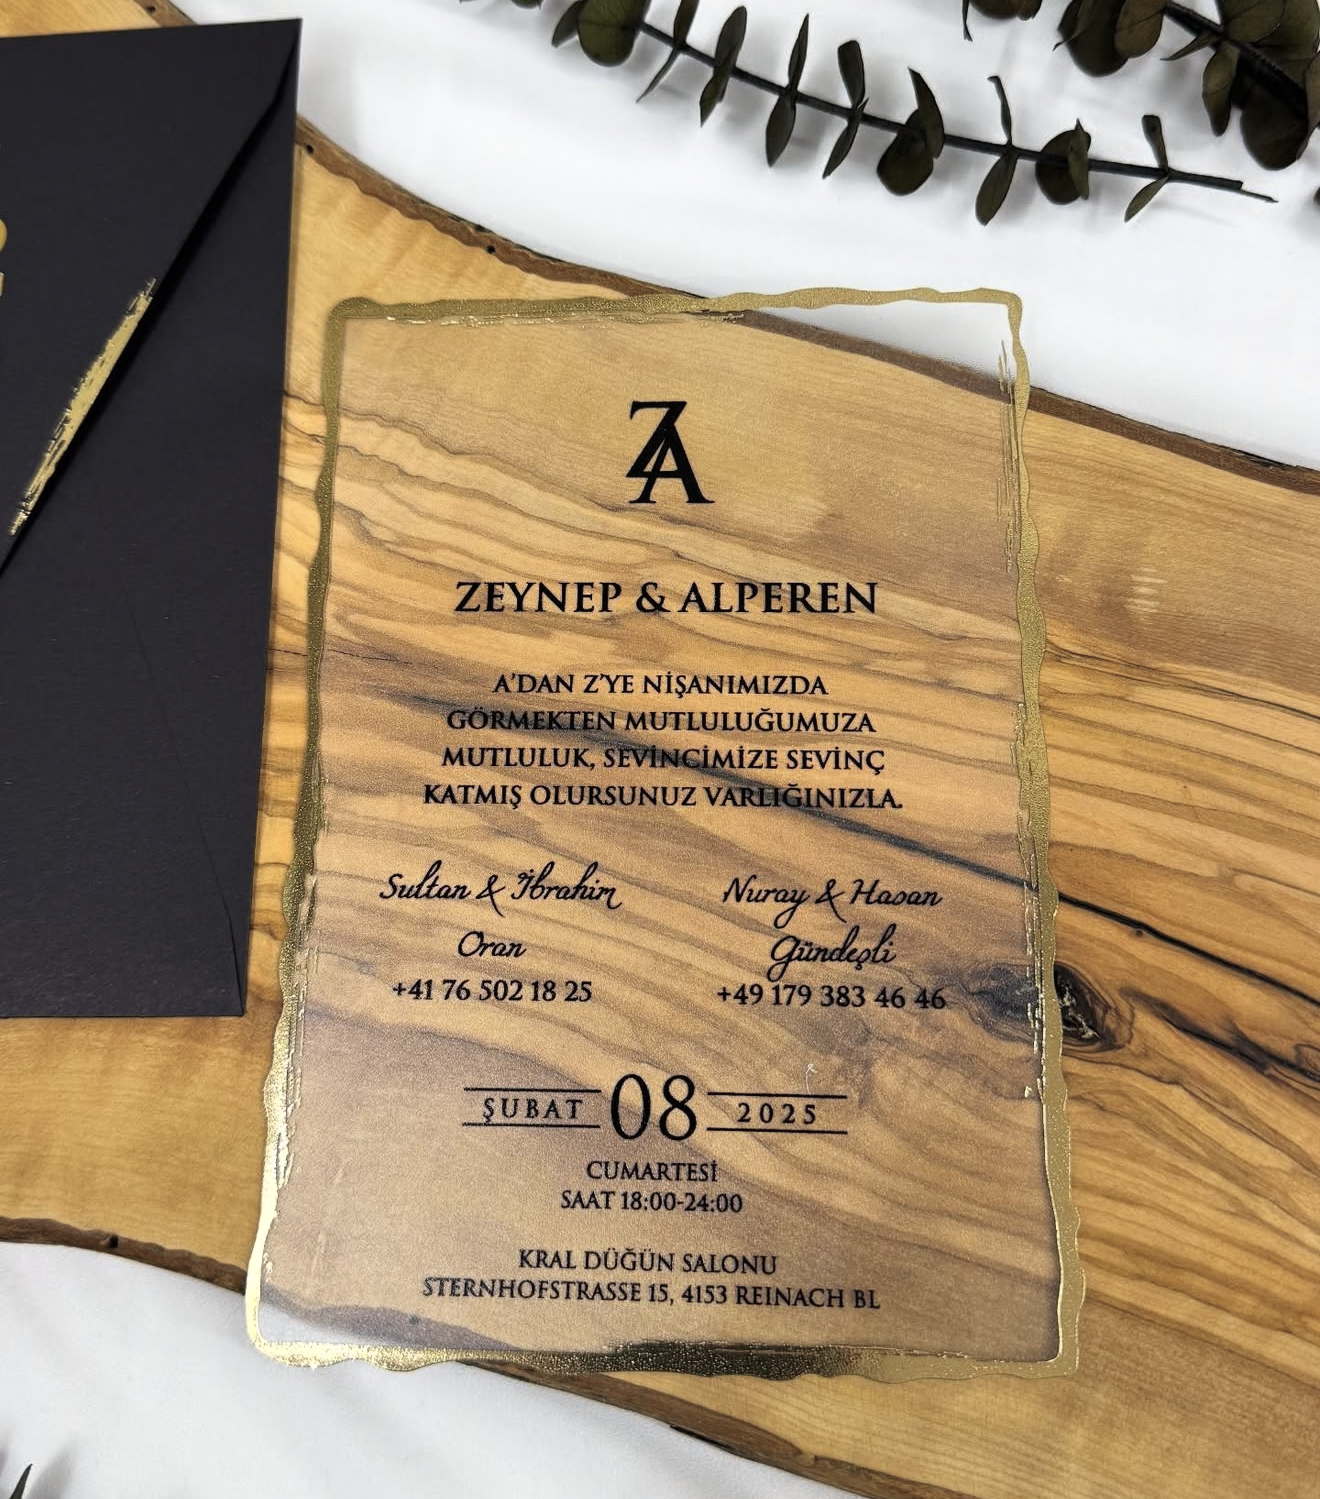 ZA
ZEYNEP & ALPEREN
A'DAN Z'YE NİŞANIMIZDA
GÖRMEKTEN MUTLULUĞUMUZA
MUTLULUK, SEVİNCİMİZE SEVİNÇ
KATMIŞ OLURSUNUZ VARLIĞINIZLA.
Sultan & İbrahim
Oran
+41 76 502 18 25
Nuray & Hasan
Gündeşli
+49 179 383 46 46
ŞUBAT 08 2025
CUMARTESİ
SAAT 18:00-24:00
KRAL DÜĞÜN SALONU
STERNHOFSTRASSE 15, 4153 REINACH BL